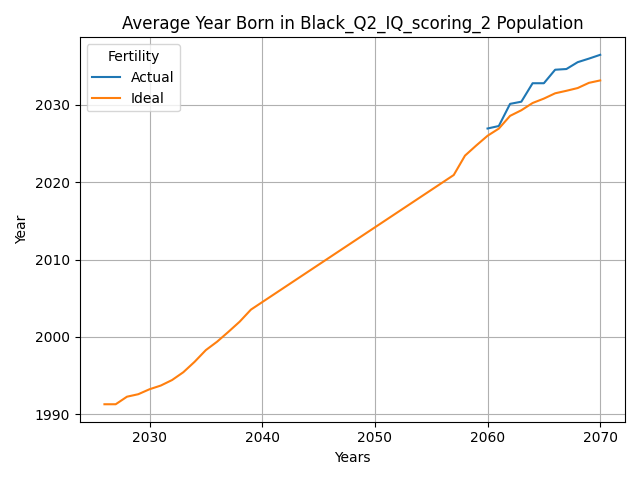 Average Year Born in Black_Q2_IQ_scoring_2 Population
Fertility
Actual
Ideal
2030
2020
2010
2000
1990
Year
2030 2040 2050 2060 2070
Years